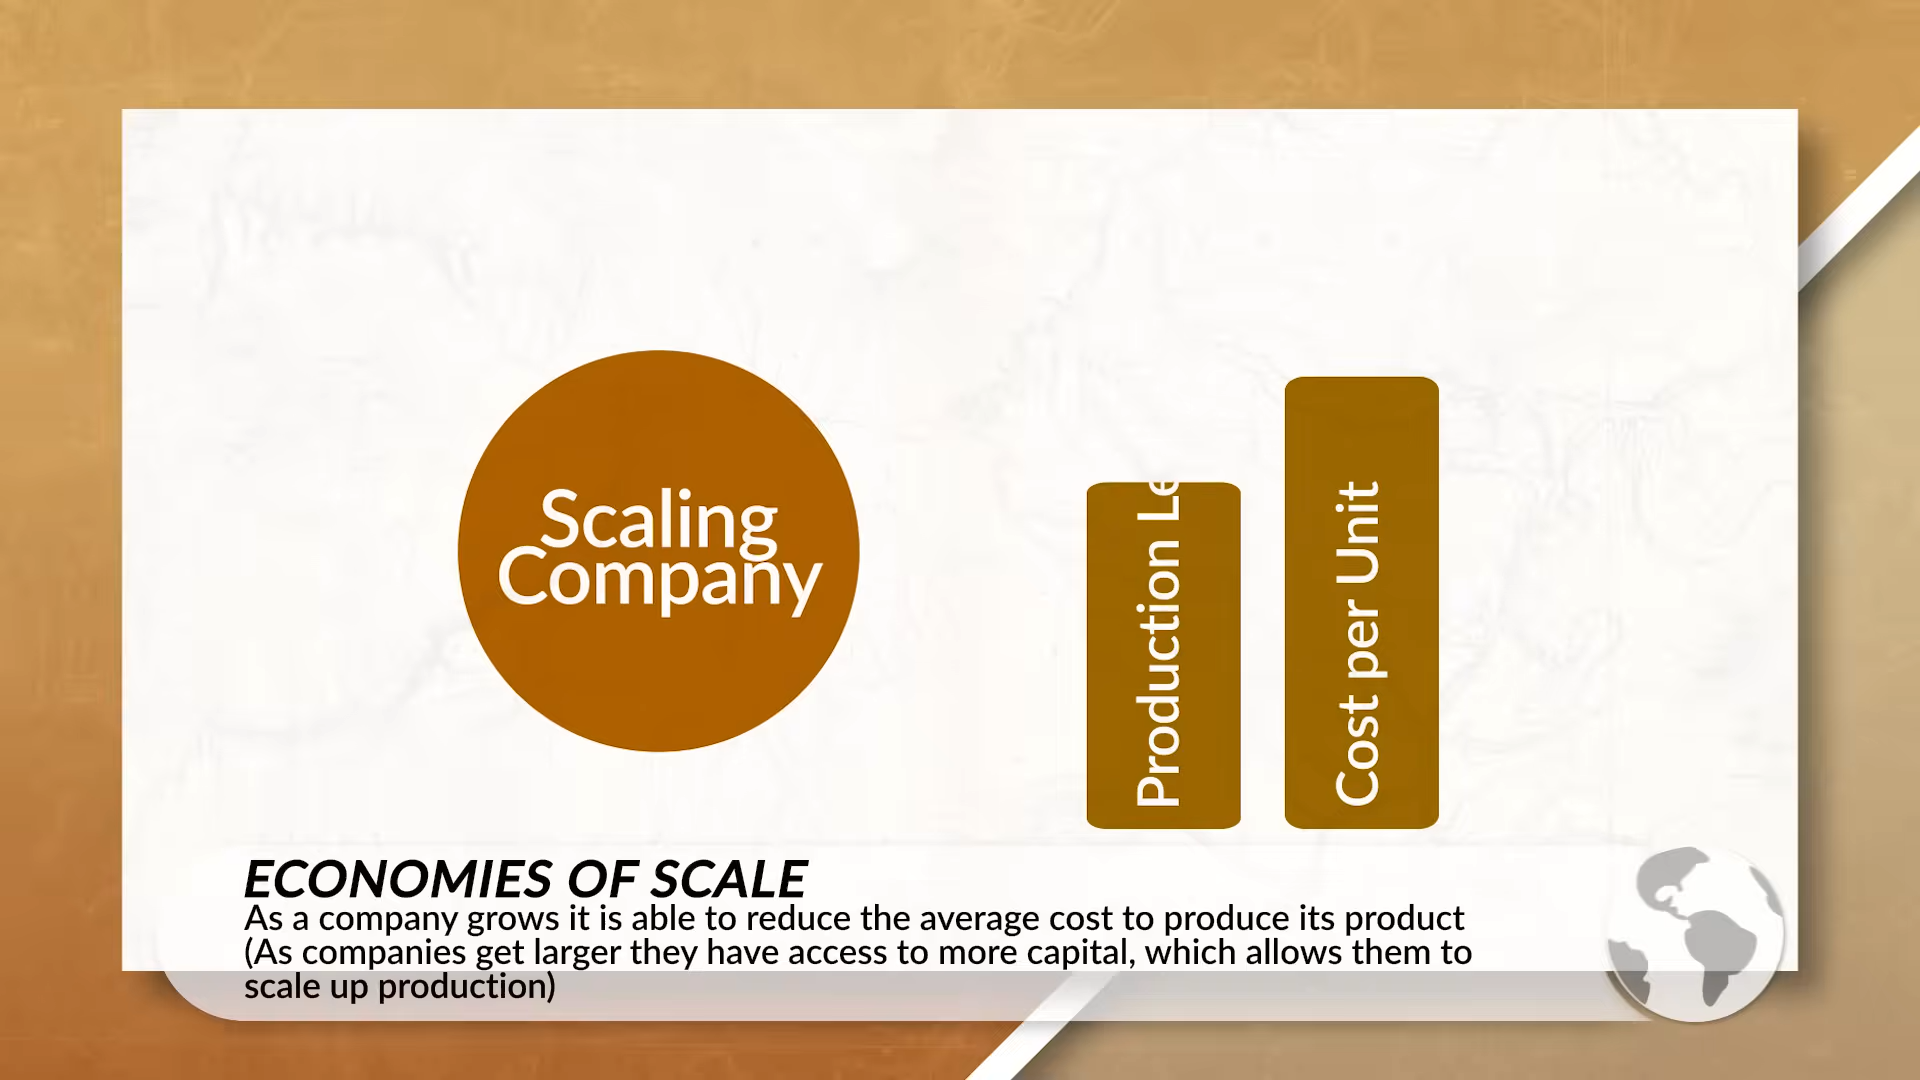 Scaling
Company
Production Le
Cost per Unit
ECONOMIES OF SCALE
As a company grows it is able to reduce the average cost to produce its product
(As companies get larger they have access to more capital, which allows them to
scale up production)